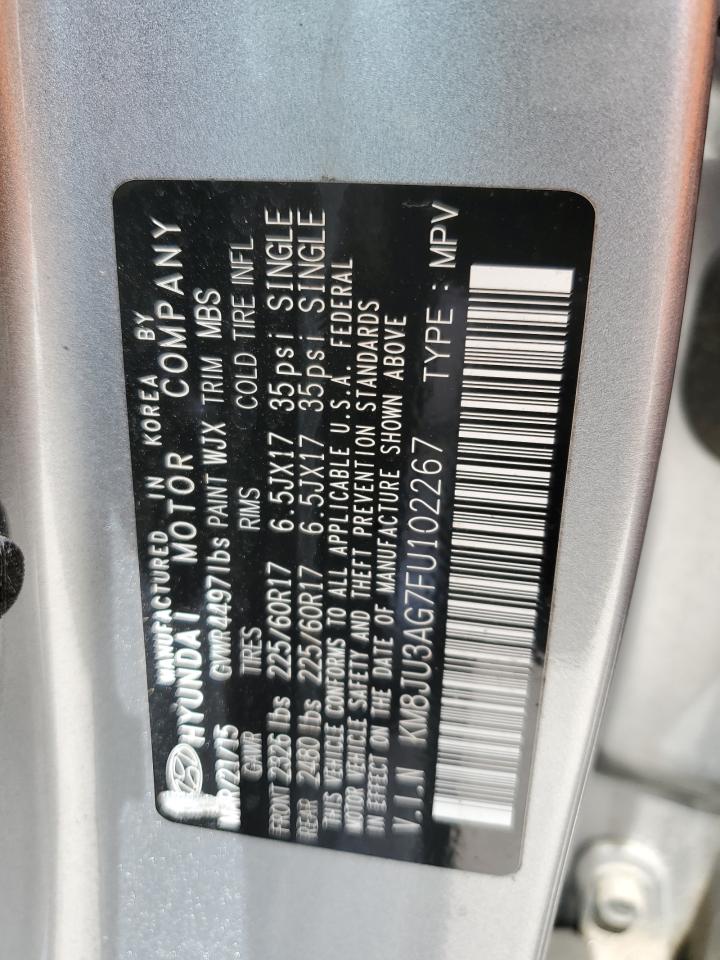 MANUFACTURED IN KOREA BY
HYUNDAI MOTOR COMPANY
GVWR 4497lbs PAINT WJX TRIM MBS
GAWR TIRES RIMS COLD TIRE INFL
FRONT 2326 lbs 225/60R17 6.5JX17 35psi SINGLE
REAR 2480 lbs 225/60R17 6.5JX17 35psi SINGLE
THIS VEHICLE CONFORMS TO ALL APPLICABLE U.S.A. FEDERAL
MOTOR VEHICLE SAFETY AND THEFT PREVENTION STANDARDS
IN EFFECT ON THE DATE OF MANUFACTURE SHOWN ABOVE
V.I.N KM8JU3AG7FU102267 TYPE : MPV